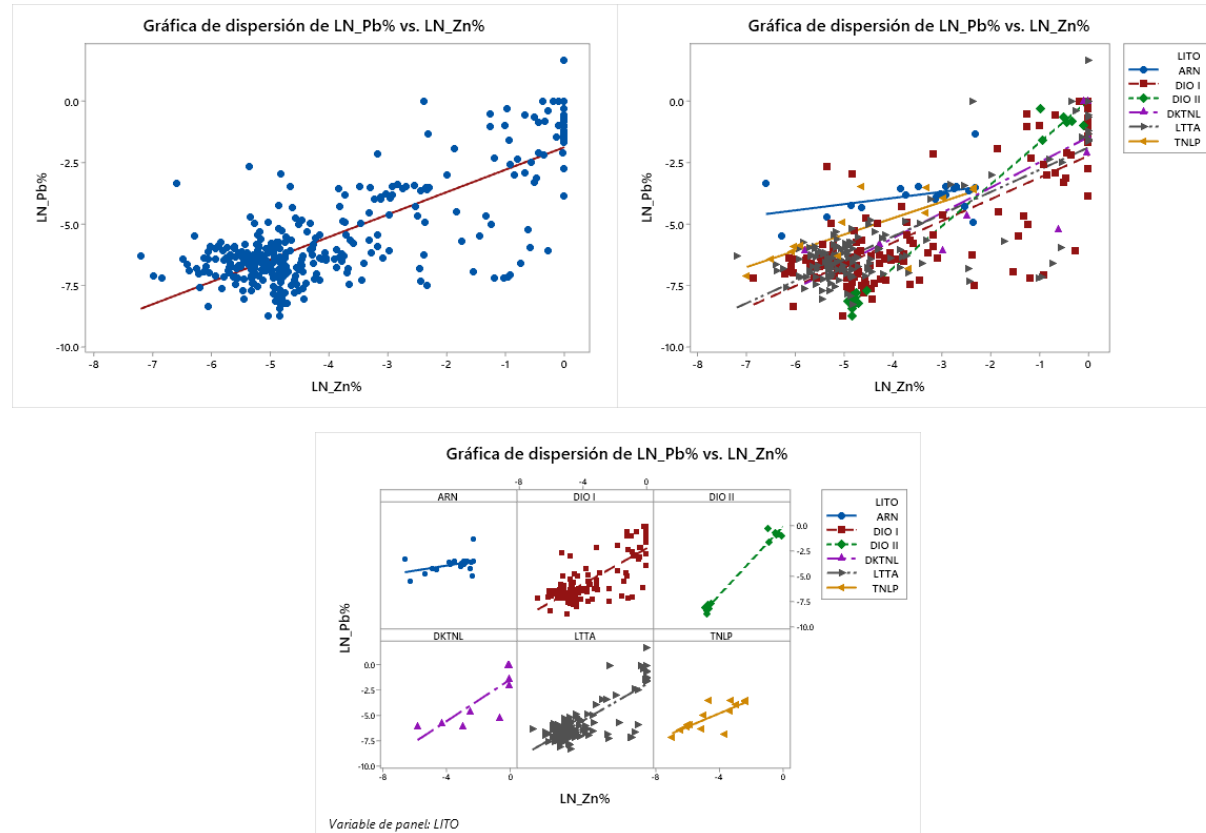 Gráfica de dispersión de LN_Pb% vs. LN_Zn%
0.0
-2.5
-5.0
-7.5
-10.0
LN_Pb%
-8 -7 -6 -5 -4 -3 -2 -1 0
LN_Zn%
Gráfica de dispersión de LN_Pb% vs. LN_Zn%
0.0
-2.5
-5.0
-7.5
-10.0
LN_Pb%
-8 -7 -6 -5 -4 -3 -2 -1 0
LN_Zn%
LITO
ARN
DIO I
DIO II
DKTNL
LTTA
TNLP
Gráfica de dispersión de LN_Pb% vs. LN_Zn%
-8 -4 0
ARN DIO I DIO II
0.0
-2.5
-5.0
-7.5
-10.0
DKTNL LTTA TNLP
0.0
-2.5
-5.0
-7.5
-10.0
LN_Pb%
-8 -4 0 -8 -4 0
LN_Zn%
LITO
ARN
DIO I
DIO II
DKTNL
LTTA
TNLP
Variable de panel: LITO